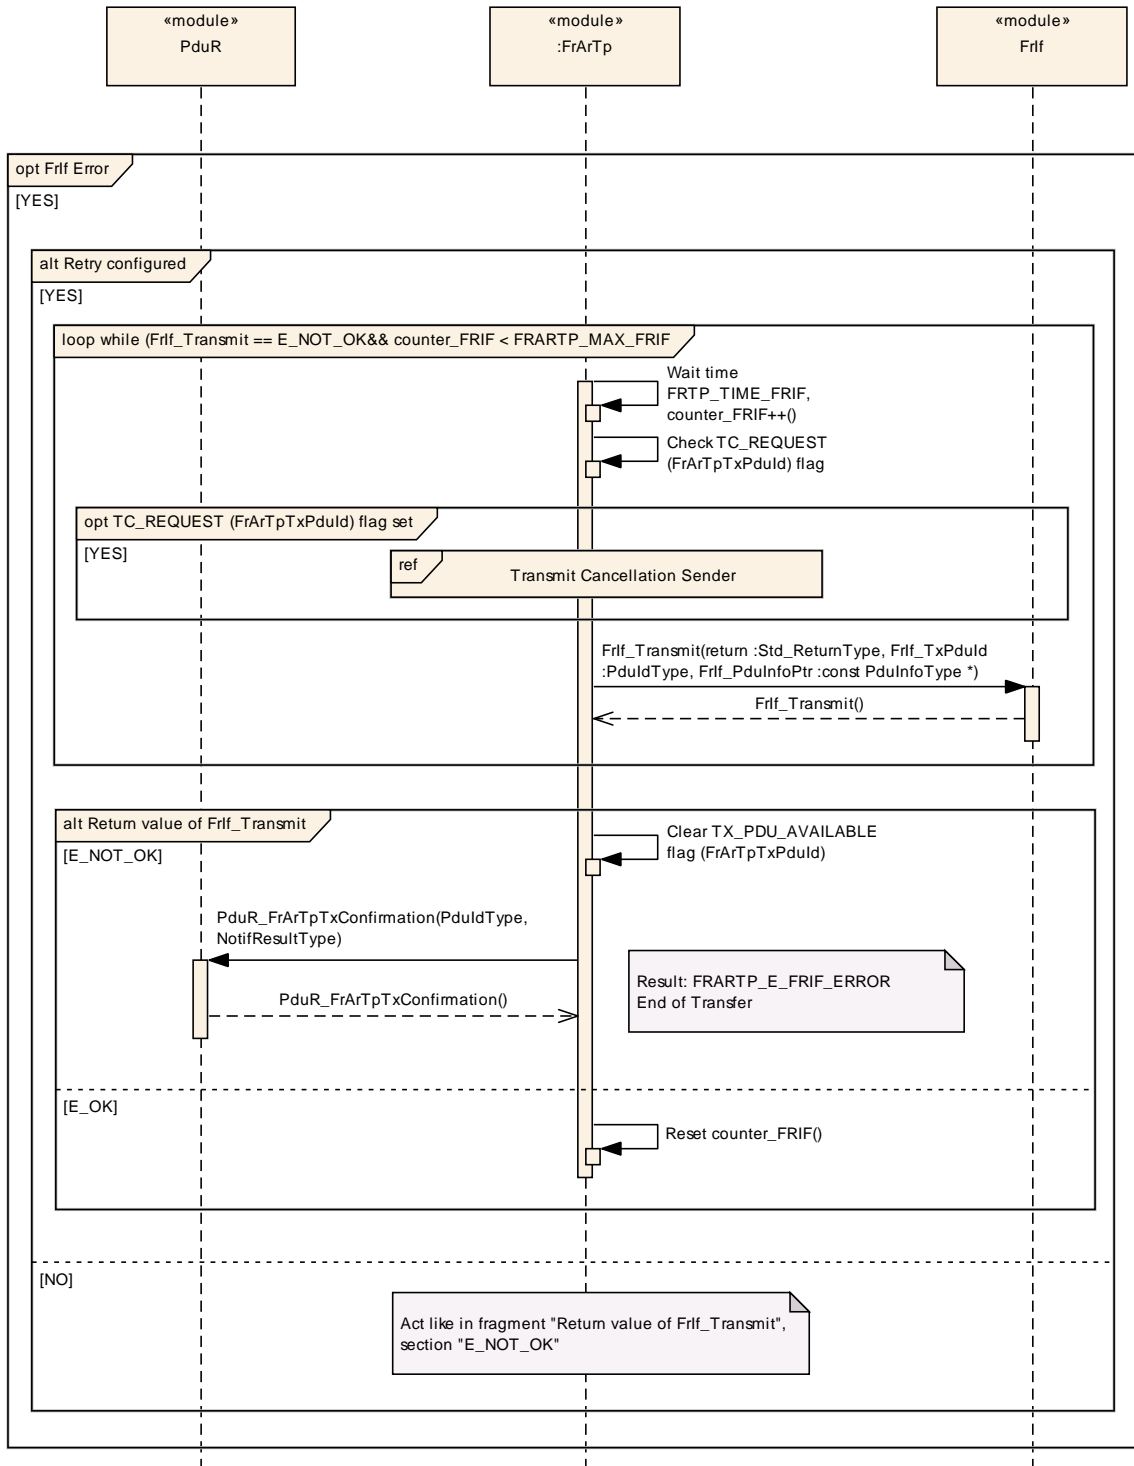 «module»
PduR
«module»
:FrArTp
«module»
FrIf
opt FrIf Error
[YES]
alt Retry configured
[YES]
loop while (FrIf_Transmit == E_NOT_OK&& counter_FRIF < FRARTP_MAX_FRIF
Wait time
FRTP_TIME_FRIF,
counter_FRIF++()
Check TC_REQUEST
(FrArTpTxPduId) flag
opt TC_REQUEST (FrArTpTxPduId) flag set
[YES]
ref
Transmit Cancellation Sender
FrIf_Transmit(return :Std_ReturnType, FrIf_TxPduId
:PduIdType, FrIf_PduInfoPtr :const PduInfoType *)
FrIf_Transmit()
alt Return value of FrIf_Transmit
[E_NOT_OK]
Clear TX_PDU_AVAILABLE
flag (FrArTpTxPduId)
PduR_FrArTpTxConfirmation(PduIdType,
NotifResultType)
Result: FRARTP_E_FRIF_ERROR
End of Transfer
PduR_FrArTpTxConfirmation()
[E_OK]
Reset counter_FRIF()
[NO]
Act like in fragment "Return value of FrIf_Transmit",
section "E_NOT_OK"